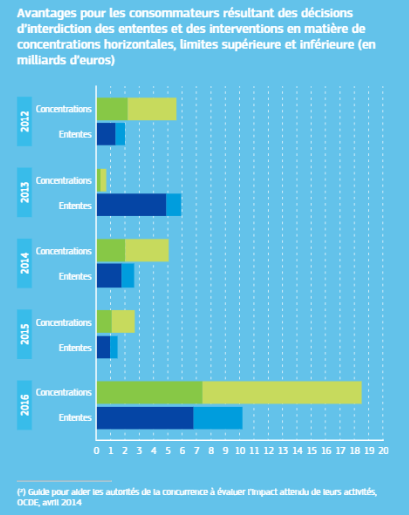 Avantages pour les consommateurs résultant des décisions
d'interdiction des ententes et des interventions en matière de
concentrations horizontales, limites supérieure et inférieure (en
milliards d'euros)
2012
Concentrations
Ententes
2013
Concentrations
Ententes
2014
Concentrations
Ententes
2015
Concentrations
Ententes
2016
Concentrations
Ententes
0 1 2 3 4 5 6 7 8 9 10 11 12 13 14 15 16 17 18 19 20
(*) Guide pour aider les autorités de la concurrence à évaluer l'impact attendu de leurs activités,
OCDE, avril 2014